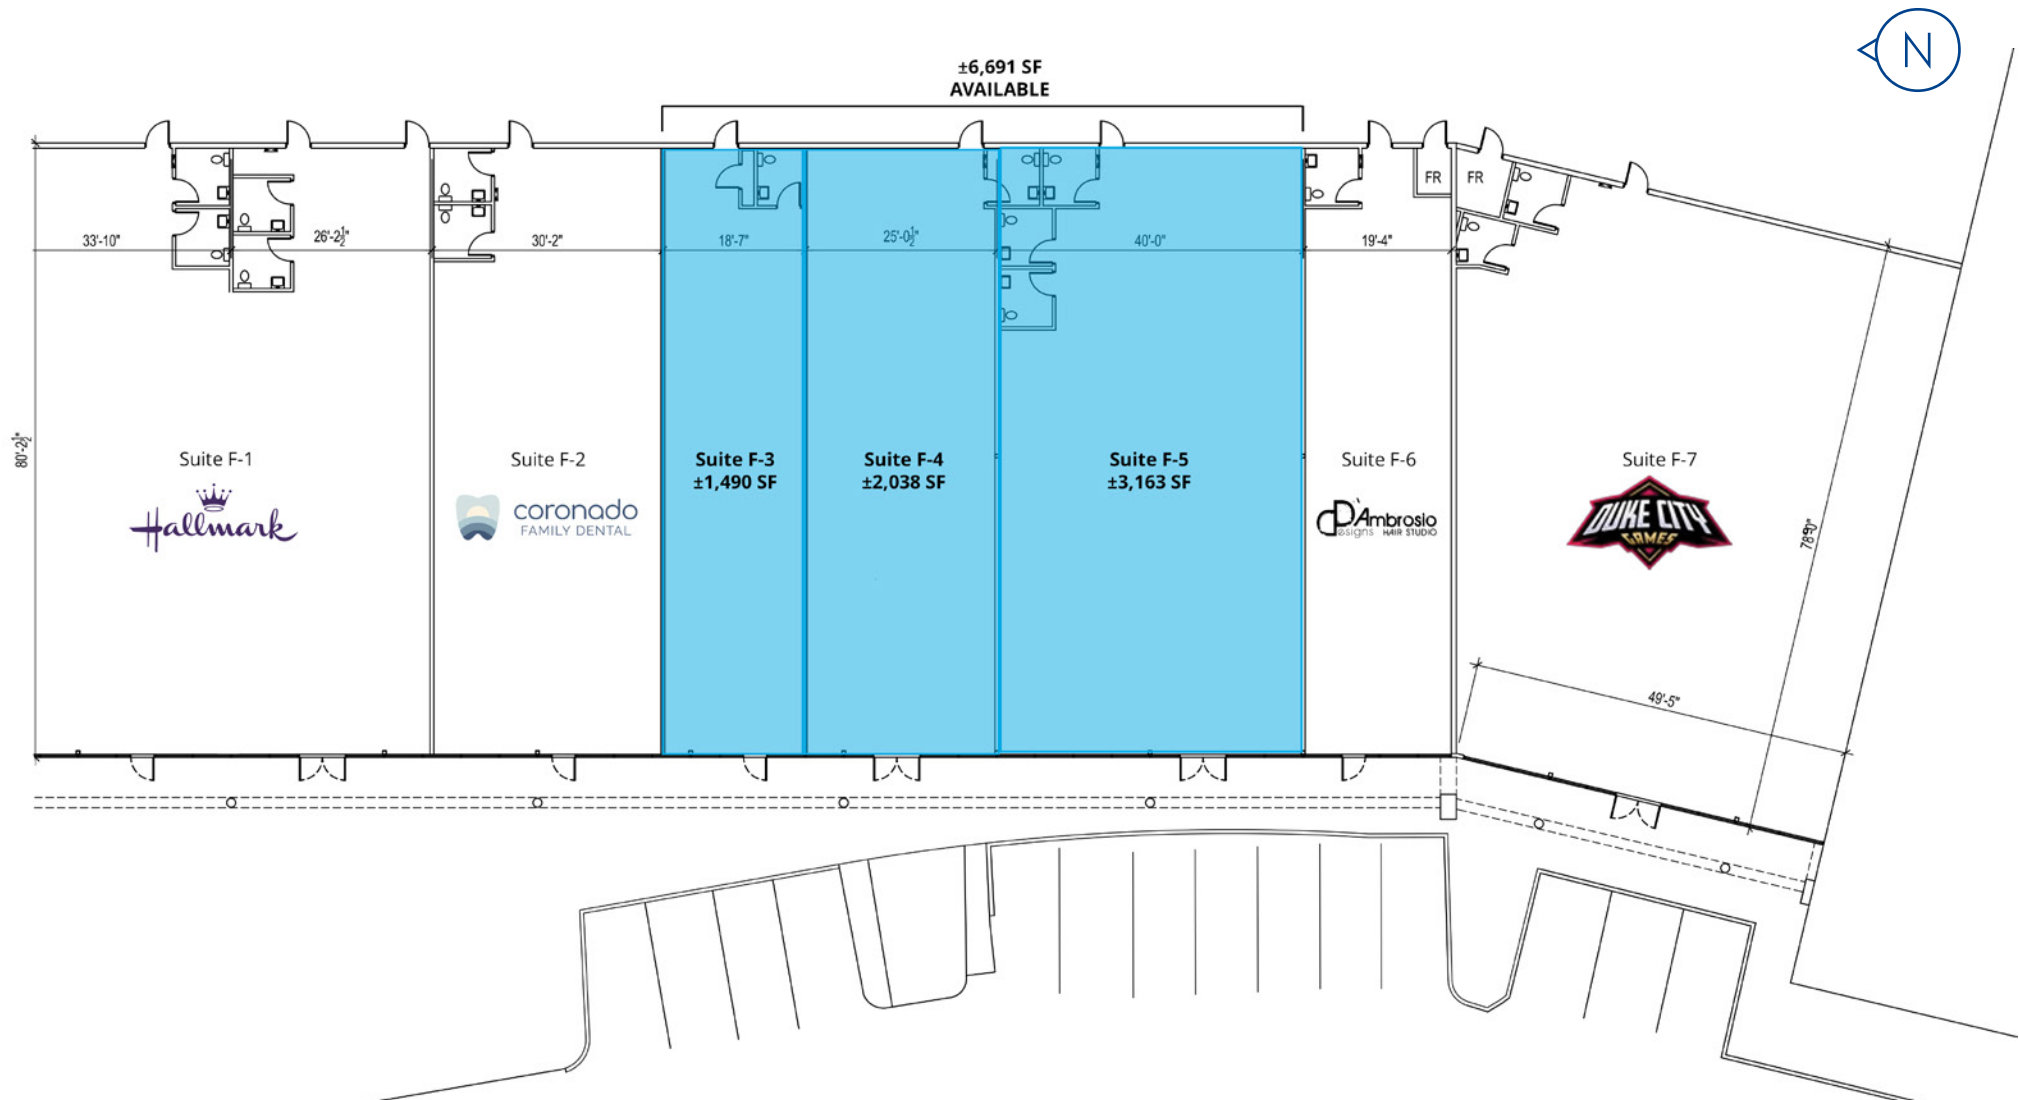 N
±6,691 SF
AVAILABLE
FR
FR
33'-10"
26'-2½"
30'-2"
18'-7"
25'-0½"
40'-0"
19'-4"
80'-2½"
Suite F-1
Hallmark
Suite F-2
coronado
FAMILY DENTAL
Suite F-3
±1,490 SF
Suite F-4
±2,038 SF
Suite F-5
±3,163 SF
Suite F-6
D'Ambrosio
Designs HAIR STUDIO
Suite F-7
DUKE CITY
GAMES
49'-5"